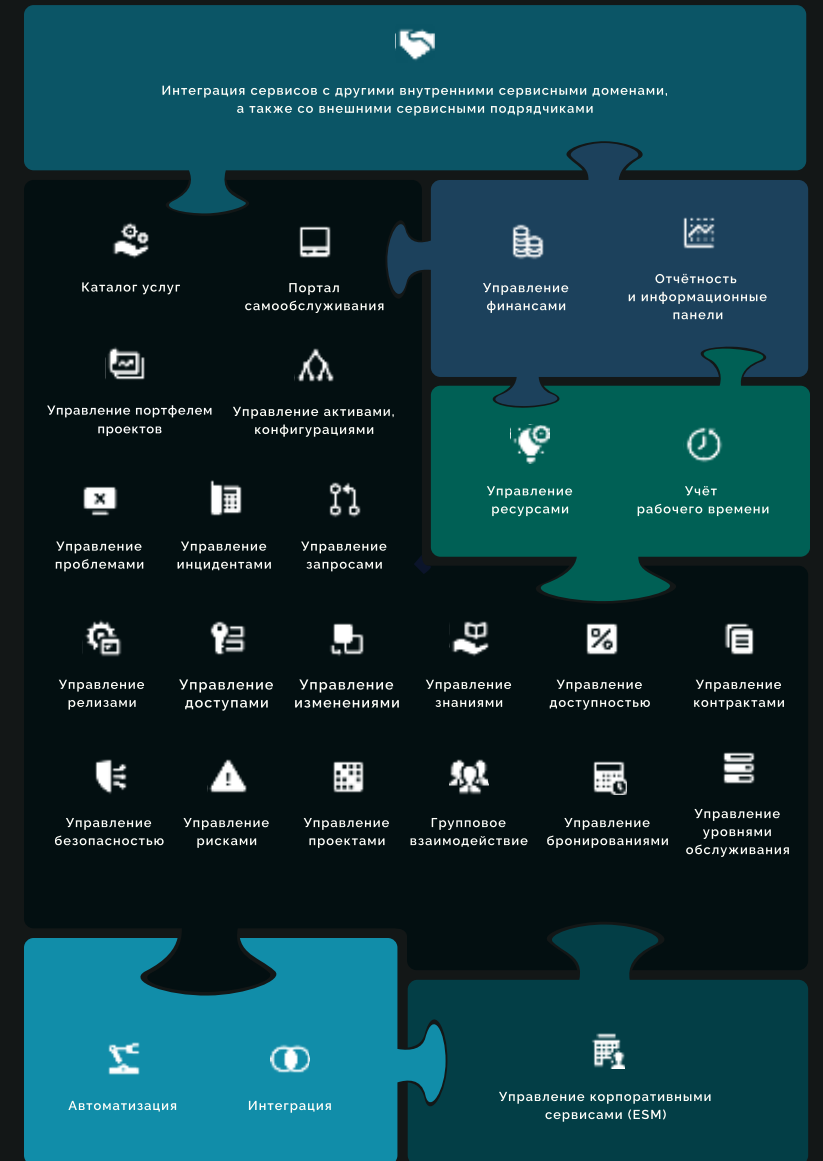 Интеграция сервисов с другими внутренними сервисными доменами,
а также со внешними сервисными подрядчиками
Каталог услуг
Портал
самообслуживания
Управление
финансами
Отчётность
и информационные
панели
Управление портфелем
проектов
Управление активами,
конфигурациями
Управление
ресурсами
Учёт
рабочего времени
Управление
проблемами
Управление
инцидентами
Управление
запросами
Управление
релизами
Управление
доступами
Управление
изменениями
Управление
знаниями
Управление
доступностью
Управление
контрактами
Управление
безопасностью
Управление
рисками
Управление
проектами
Групповое
взаимодействие
Управление
бронированиями
Управление
уровнями
обслуживания
Автоматизация
Интеграция
Управление корпоративными
сервисами (ESM)